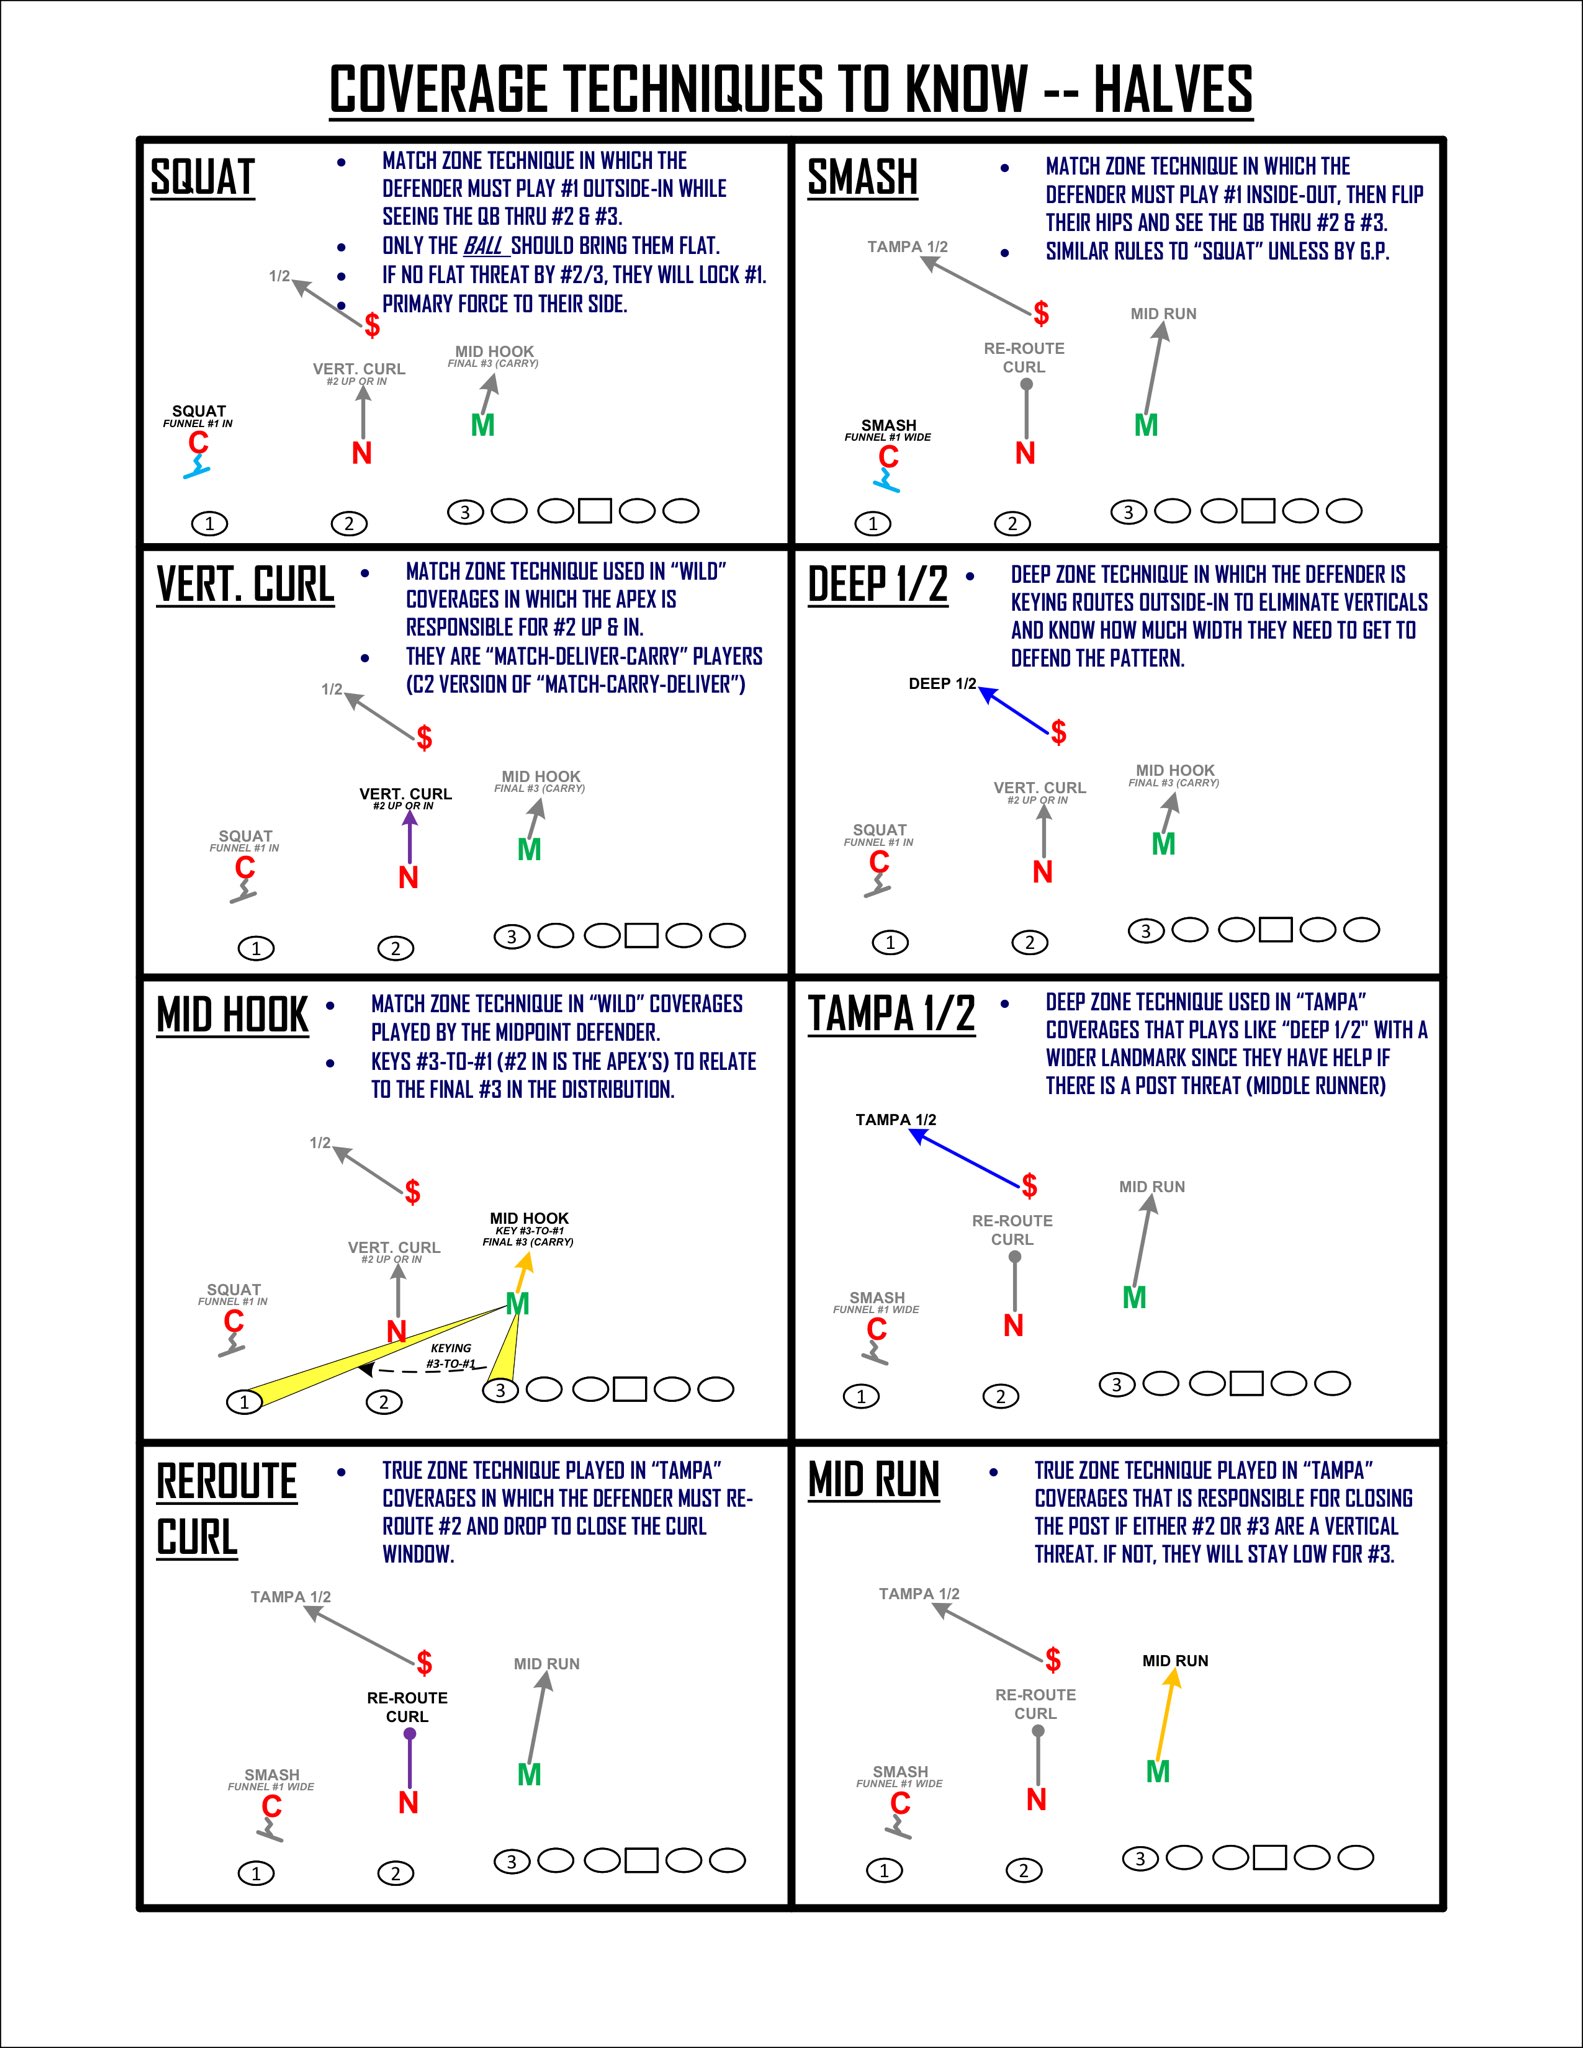 COVERAGE TECHNIQUES TO KNOW -- HALVES
SQUAT
• MATCH ZONE TECHNIQUE IN WHICH THE
DEFENDER MUST PLAY #1 OUTSIDE-IN WHILE
SEEING THE QB THRU #2 & #3.
• ONLY THE BALL SHOULD BRING THEM FLAT.
• IF NO FLAT THREAT BY #2/3, THEY WILL LOCK #1.
• PRIMARY FORCE TO THEIR SIDE.
1/2
$
VERT. CURL
#2 UP OR IN
MID HOOK
FINAL #3 (CARRY)
SQUAT
FUNNEL #1 IN
C
N
M
1
2
3
SMASH
• MATCH ZONE TECHNIQUE IN WHICH THE
DEFENDER MUST PLAY #1 INSIDE-OUT, THEN FLIP
THEIR HIPS AND SEE THE QB THRU #2 & #3.
• SIMILAR RULES TO “SQUAT” UNLESS BY G.P.
TAMPA 1/2
$
MID RUN
RE-ROUTE
CURL
SMASH
FUNNEL #1 WIDE
C
N
M
1
2
3
VERT. CURL
• MATCH ZONE TECHNIQUE USED IN “WILD”
COVERAGES IN WHICH THE APEX IS
RESPONSIBLE FOR #2 UP & IN.
• THEY ARE “MATCH-DELIVER-CARRY” PLAYERS
(C2 VERSION OF “MATCH-CARRY-DELIVER”)
1/2
$
MID HOOK
FINAL #3 (CARRY)
VERT. CURL
#2 UP OR IN
SQUAT
FUNNEL #1 IN
C
N
M
1
2
3
DEEP 1/2
• DEEP ZONE TECHNIQUE IN WHICH THE DEFENDER IS
KEYING ROUTES OUTSIDE-IN TO ELIMINATE VERTICALS
AND KNOW HOW MUCH WIDTH THEY NEED TO GET TO
DEFEND THE PATTERN.
DEEP 1/2
$
MID HOOK
FINAL #3 (CARRY)
VERT. CURL
#2 UP OR IN
SQUAT
FUNNEL #1 IN
C
N
M
1
2
3
MID HOOK
• MATCH ZONE TECHNIQUE IN “WILD” COVERAGES
PLAYED BY THE MIDPOINT DEFENDER.
• KEYS #3-TO-#1 (#2 IN IS THE APEX’S) TO RELATE
TO THE FINAL #3 IN THE DISTRIBUTION.
1/2
$
MID HOOK
KEY #3-TO-#1
FINAL #3 (CARRY)
VERT. CURL
#2 UP OR IN
SQUAT
FUNNEL #1 IN
C
N
M
KEYING
#3-TO-#1
1
2
3
TAMPA 1/2
• DEEP ZONE TECHNIQUE USED IN “TAMPA”
COVERAGES THAT PLAYS LIKE “DEEP 1/2" WITH A
WIDER LANDMARK SINCE THEY HAVE HELP IF
THERE IS A POST THREAT (MIDDLE RUNNER)
TAMPA 1/2
$
MID RUN
RE-ROUTE
CURL
SMASH
FUNNEL #1 WIDE
C
N
M
1
2
3
REROUTE
CURL
• TRUE ZONE TECHNIQUE PLAYED IN “TAMPA”
COVERAGES IN WHICH THE DEFENDER MUST RE-
ROUTE #2 AND DROP TO CLOSE THE CURL
WINDOW.
TAMPA 1/2
$
MID RUN
RE-ROUTE
CURL
SMASH
FUNNEL #1 WIDE
C
N
M
1
2
3
MID RUN
• TRUE ZONE TECHNIQUE PLAYED IN “TAMPA”
COVERAGES THAT IS RESPONSIBLE FOR CLOSING
THE POST IF EITHER #2 OR #3 ARE A VERTICAL
THREAT. IF NOT, THEY WILL STAY LOW FOR #3.
TAMPA 1/2
$
MID RUN
RE-ROUTE
CURL
SMASH
FUNNEL #1 WIDE
C
N
M
1
2
3